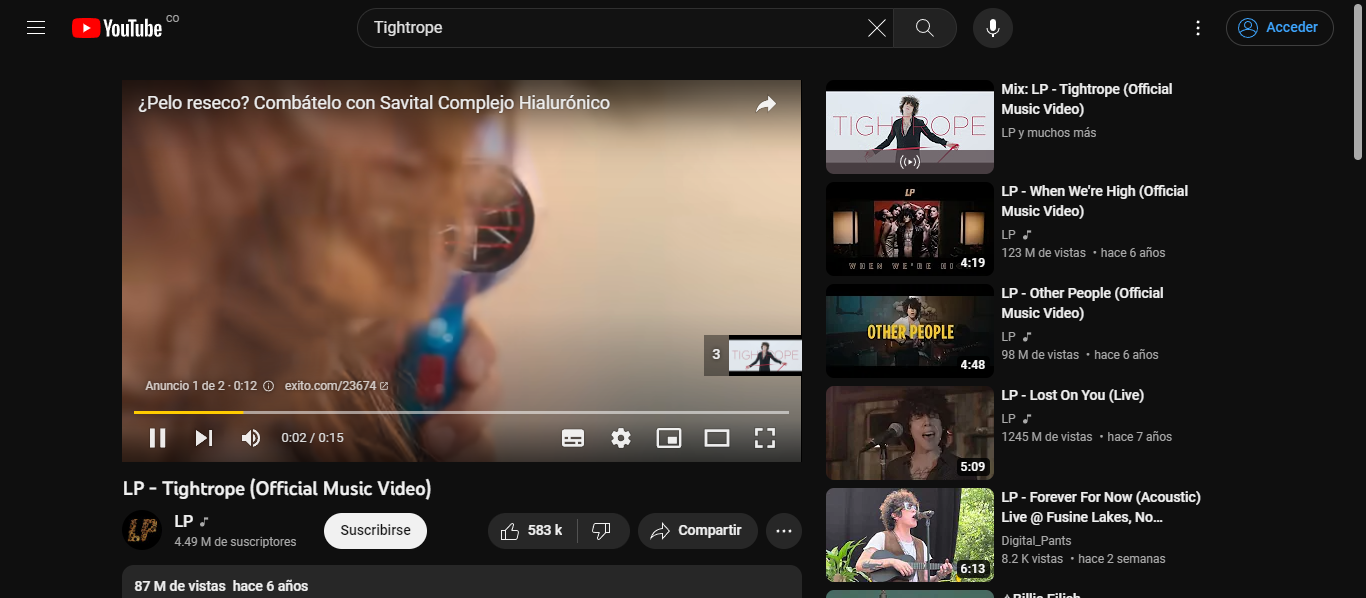 YouTube CO
Tightrope
Acceder
¿Pelo reseco? Combátelo con Savital Complejo Hialurónico
3
TIGHTROPE
Anuncio 1 de 2 · 0:12
exito.com/23674
0:02 / 0:15
LP - Tightrope (Official Music Video)
LP
LP
4.49 M de suscriptores
Suscribirse
583 k
Compartir
87 M de vistas hace 6 años
TIGHTROPE
Mix: LP - Tightrope (Official
Music Video)
LP y muchos más
LP
WHEN WE'RE HI
4:19
LP - When We're High (Official
Music Video)
LP
123 M de vistas • hace 6 años
OTHER PEOPLE
4:48
LP - Other People (Official
Music Video)
LP
98 M de vistas • hace 6 años
5:09
LP - Lost On You (Live)
LP
1245 M de vistas • hace 7 años
6:13
LP - Forever For Now (Acoustic)
Live @ Fusine Lakes, No...
Digital_Pants
8.2 K vistas • hace 2 semanas